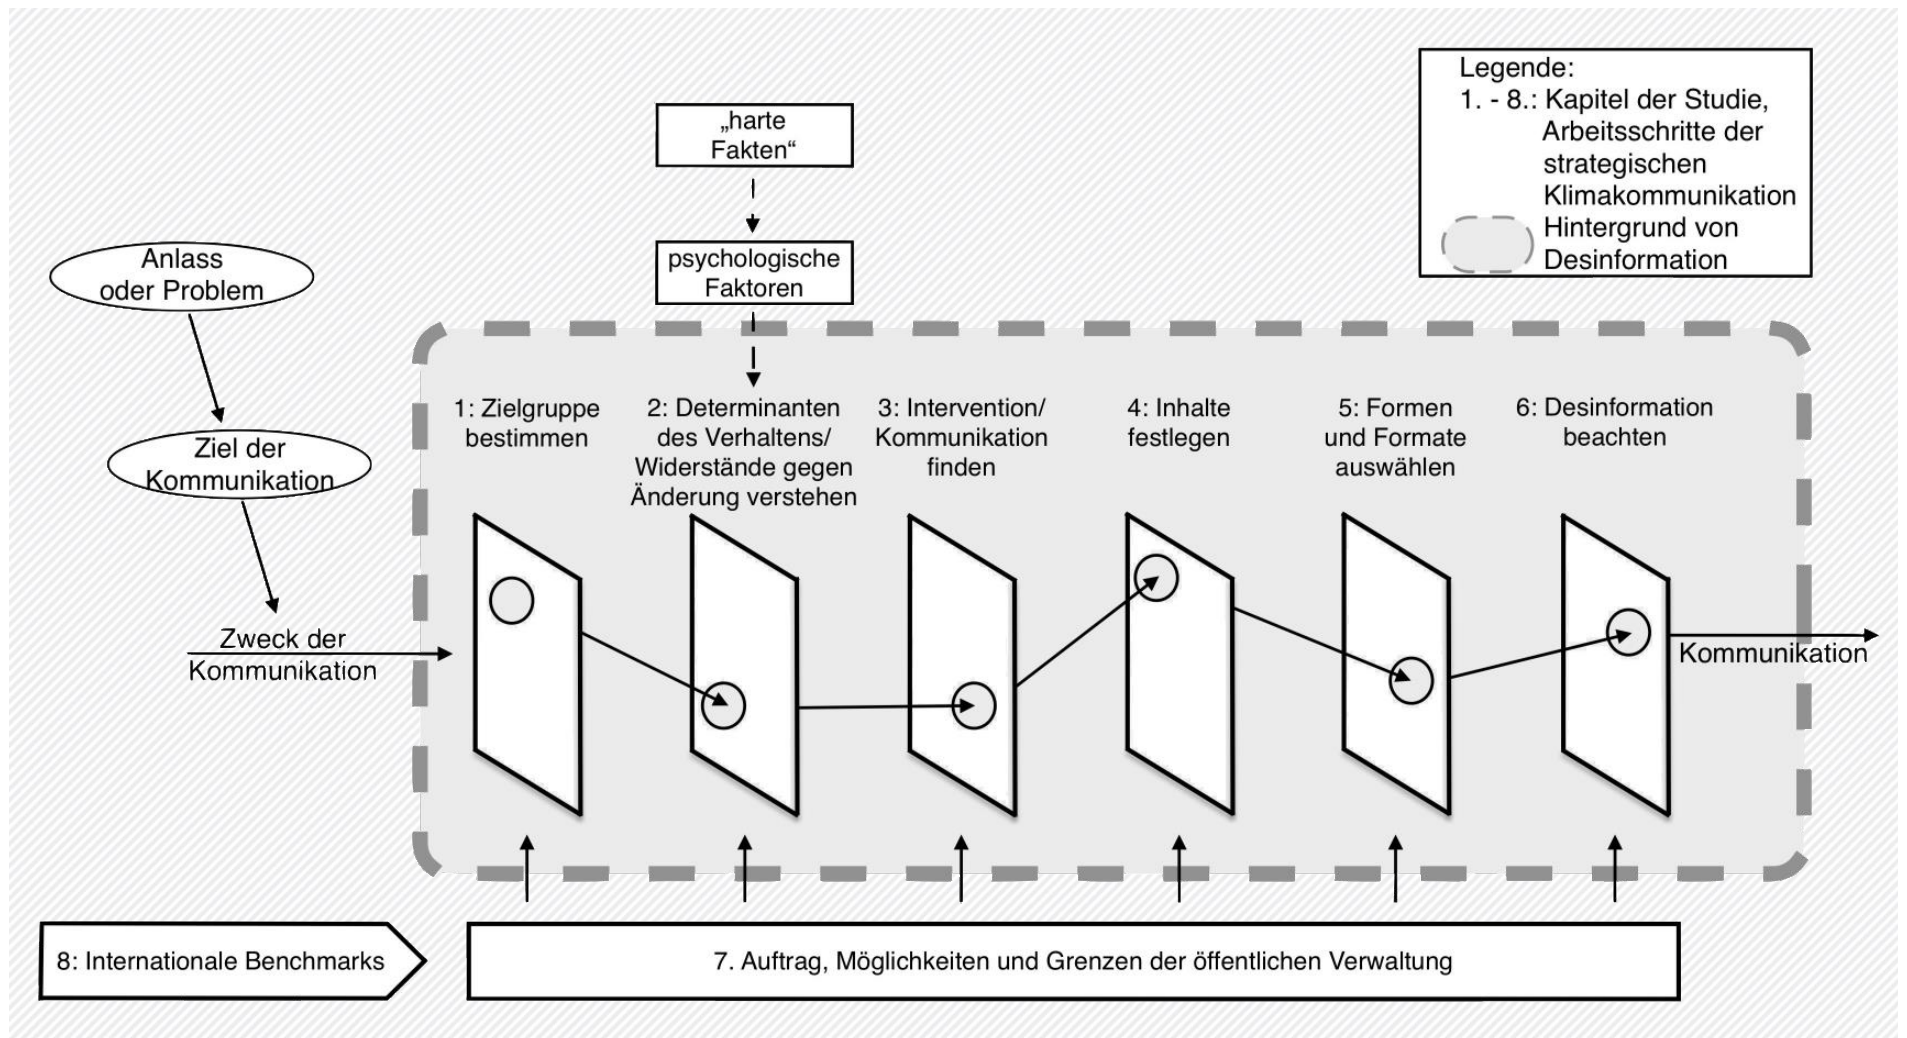 Legende:
1. - 8.: Kapitel der Studie,
Arbeitsschritte der
strategischen
Klimakommunikation
Hintergrund von
Desinformation
„harte
Fakten“
psychologische
Faktoren
Anlass
oder Problem
Ziel der
Kommunikation
Zweck der
Kommunikation
1: Zielgruppe
bestimmen
2: Determinanten
des Verhaltens/
Widerstände gegen
Änderung verstehen
3: Intervention/
Kommunikation
finden
4: Inhalte
festlegen
5: Formen
und Formate
auswählen
6: Desinformation
beachten
Kommunikation
8: Internationale Benchmarks
7. Auftrag, Möglichkeiten und Grenzen der öffentlichen Verwaltung